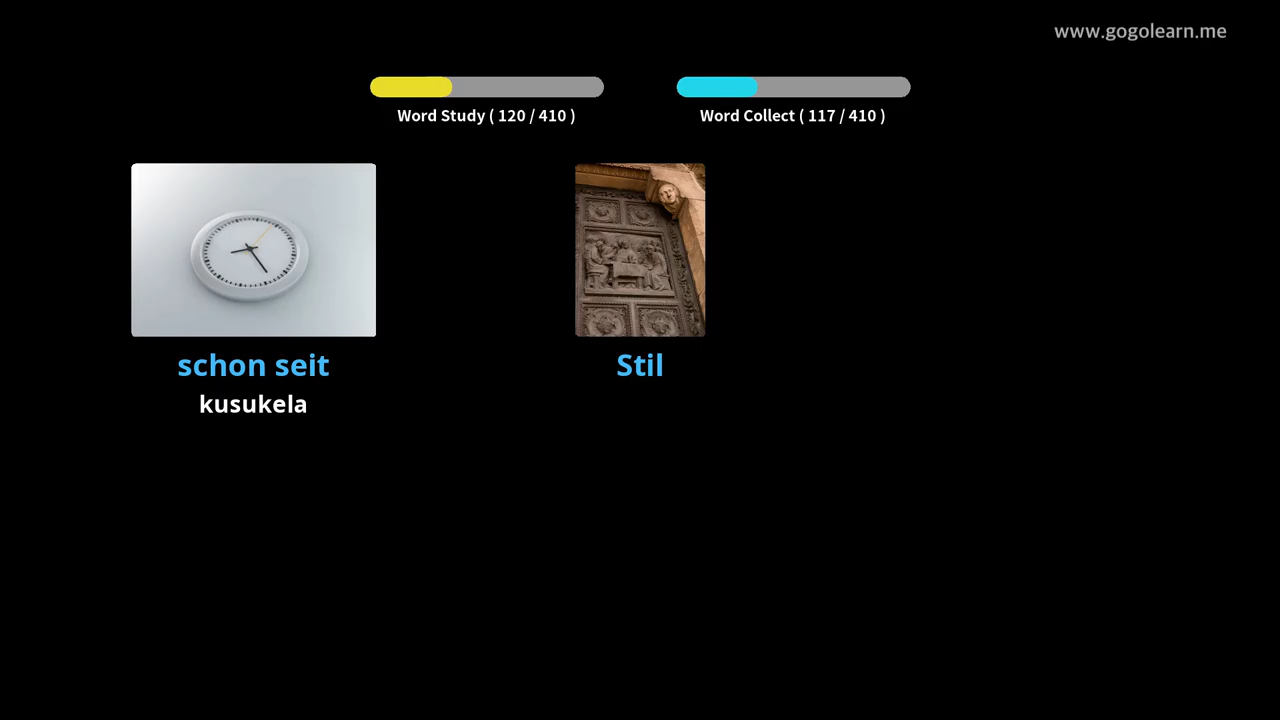 www.gogolearn.me
Word Study ( 120 / 410 )
Word Collect ( 117 / 410 )
schon seit
kusukela
Stil